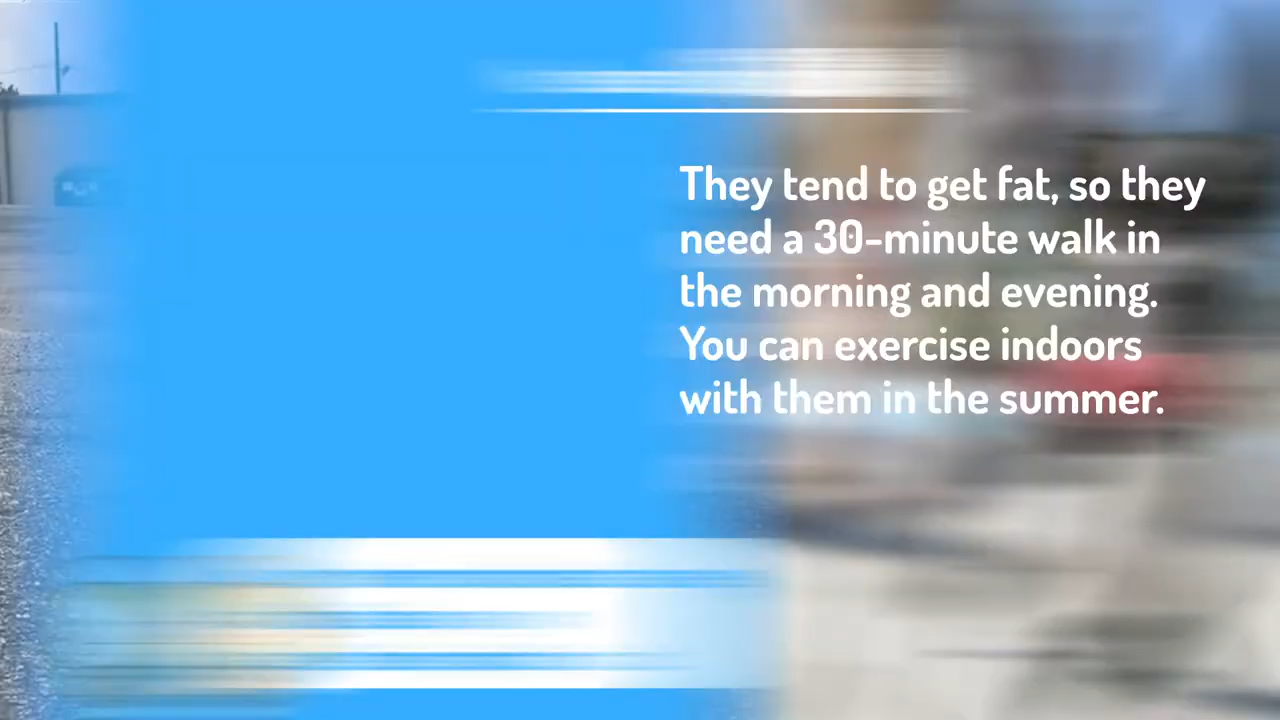 They tend to get fat, so they
need a 30-minute walk in
the morning and evening.
You can exercise indoors
with them in the summer.